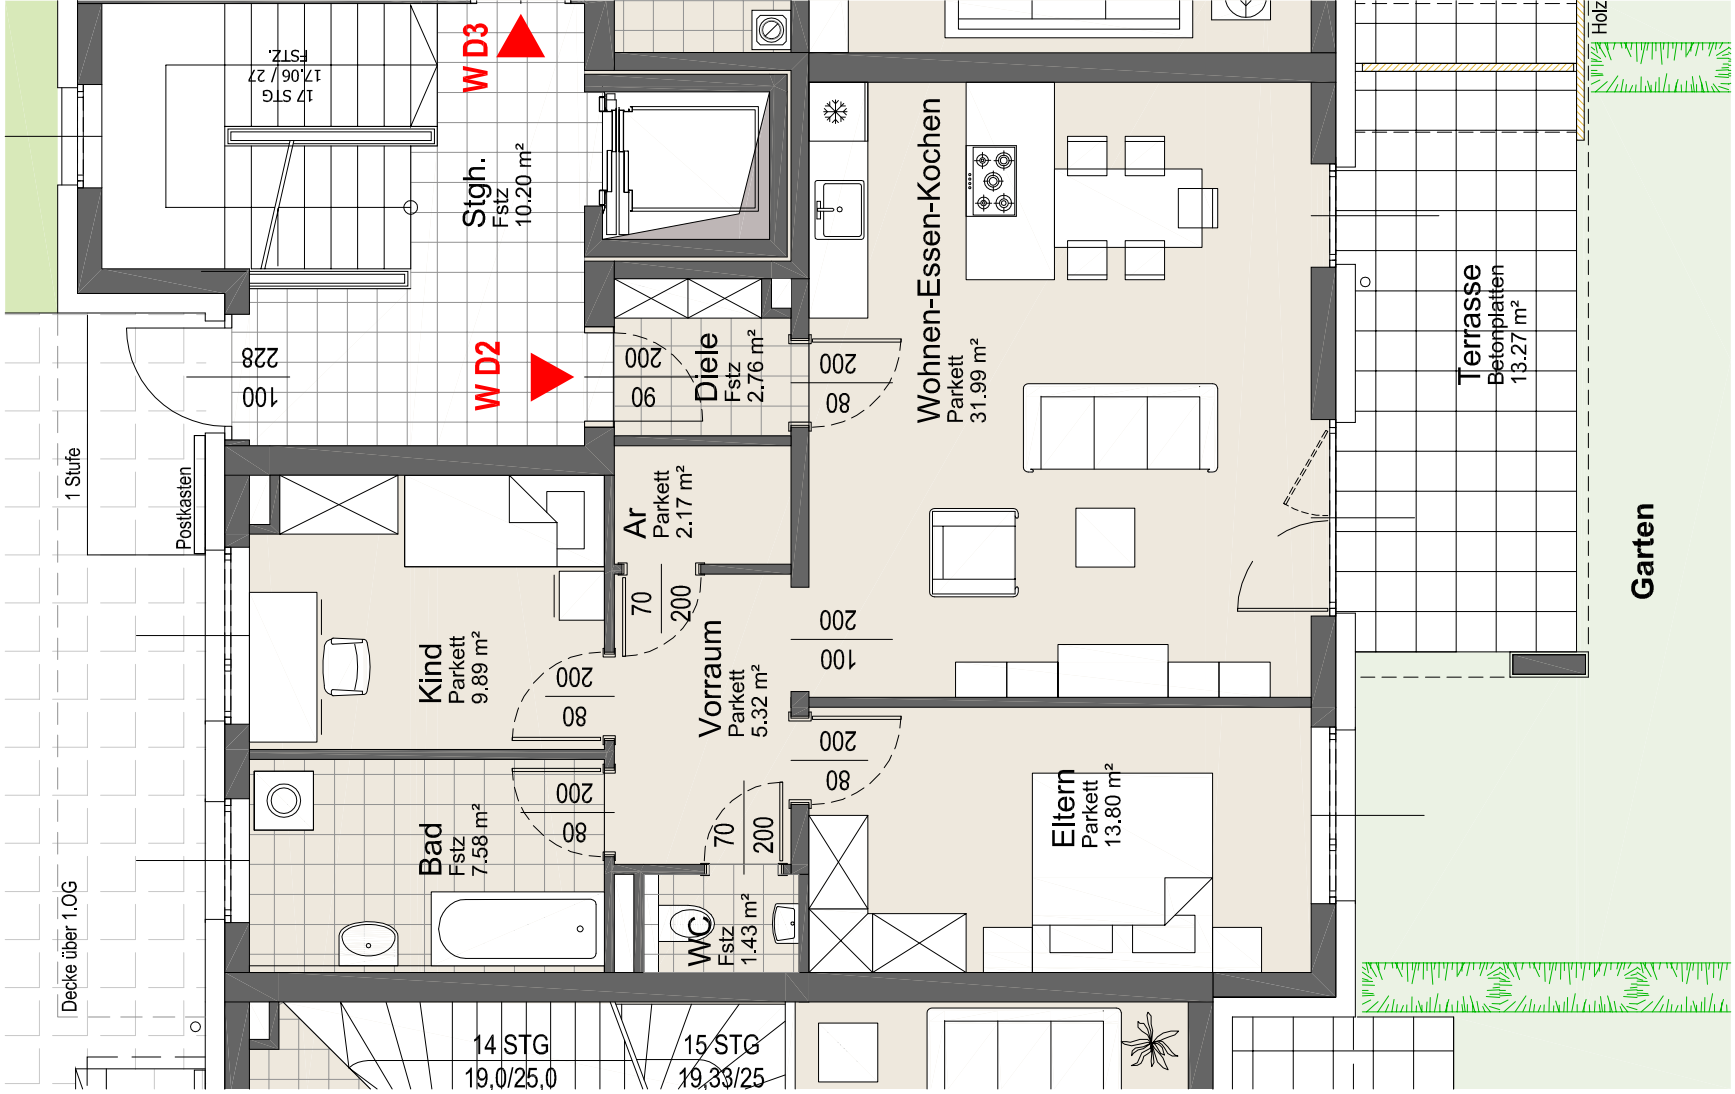 17 STG
17.06 / 27
FSTZ.
W D3
Stgh.
Fstz
10.20 m²
W D2
228
100
200
90
Diele
Fstz
2.76 m²
200
80
Wohnen-Essen-Kochen
Parkett
31.99 m²
Terrasse
Betonplatten
13.27 m²
Holz
Garten
1 Stufe
Postkasten
Decke über 1.OG
Kind
Parkett
9.89 m²
200
80
Ar
Parkett
2.17 m²
70
200
Vorraum
Parkett
5.32 m²
200
100
200
80
Bad
Fstz
7.58 m²
200
80
70
200
WC
Fstz
1.43 m²
Eltern
Parkett
13.80 m²
14 STG
19,0/25,0
15 STG
19,33/25